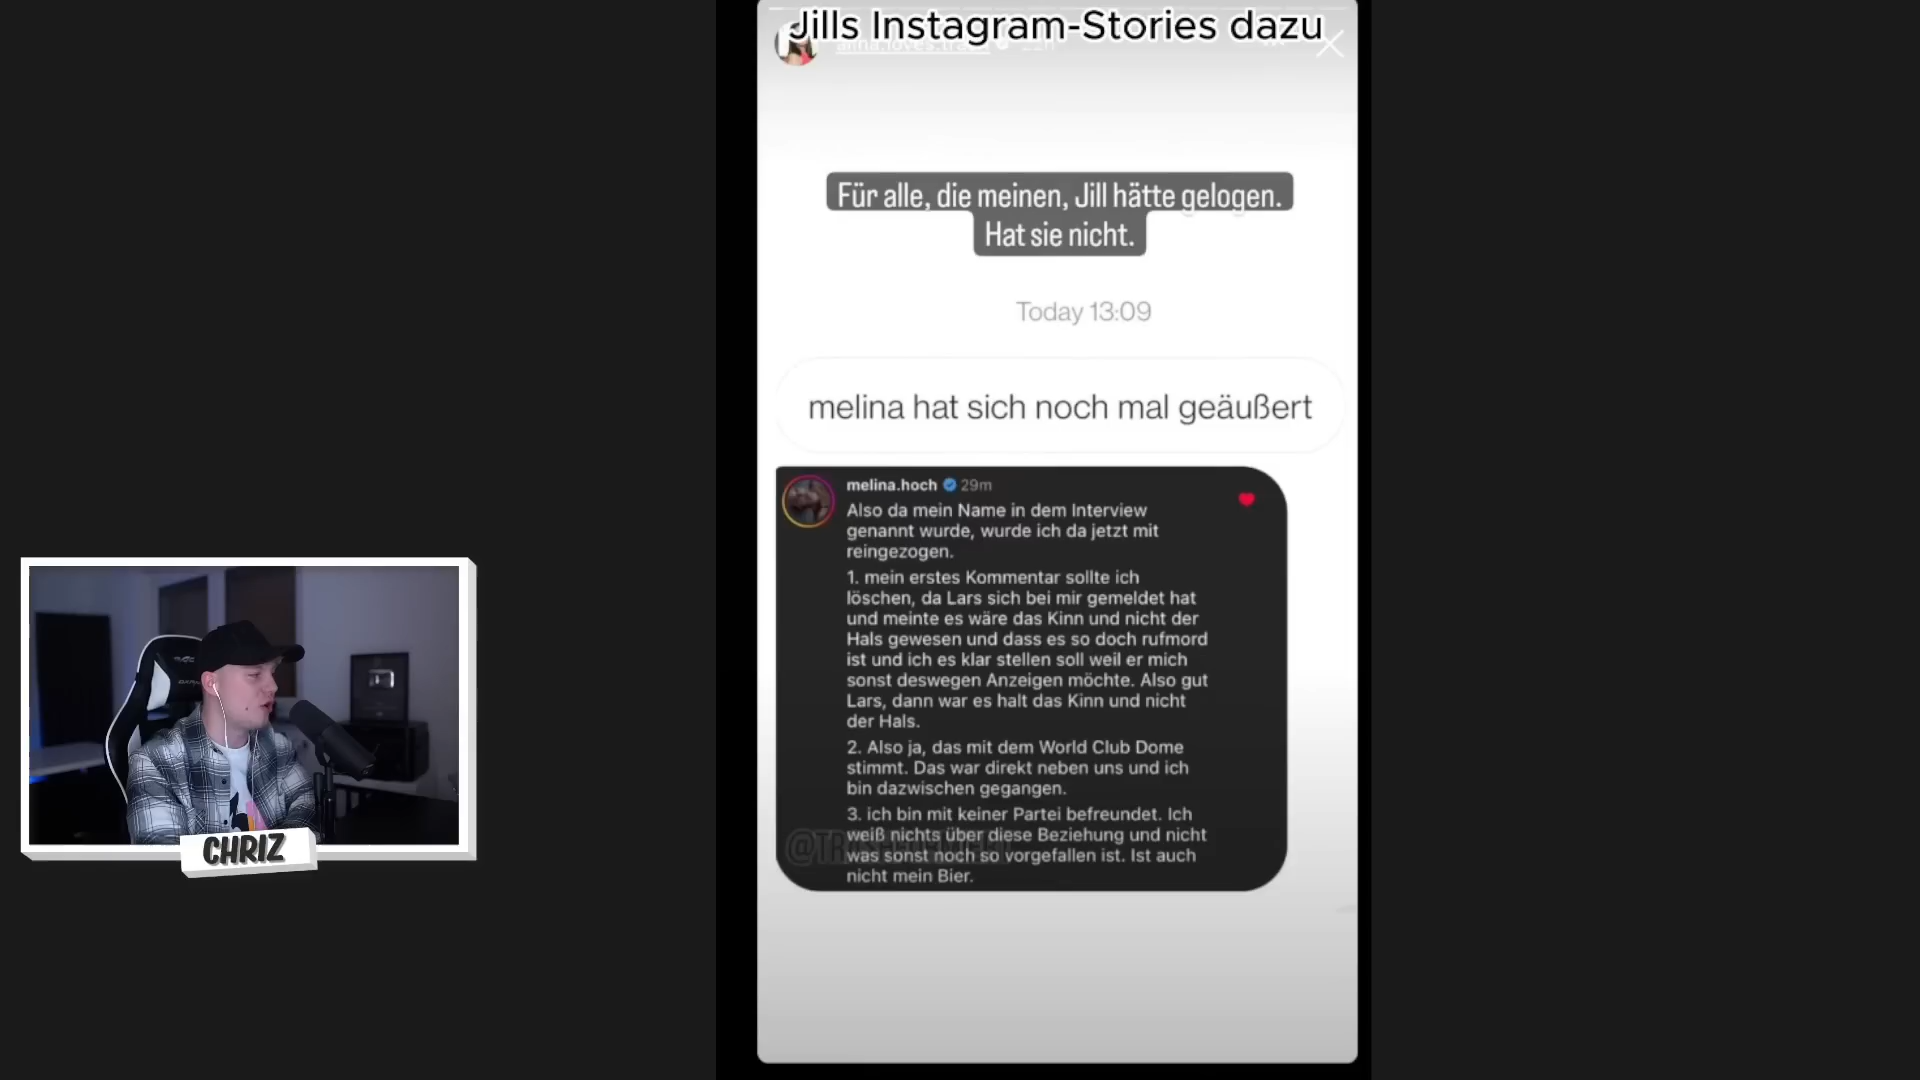 Jills Instagram-Stories dazu
Für alle, die meinen, Jill hätte gelogen.
Hat sie nicht.
Today 13:09
melina hat sich noch mal geäußert
melina.hoch 29m
Also da mein Name in dem Interview
genannt wurde, wurde ich da jetzt mit
reingezogen.
1. mein erstes Kommentar sollte ich
löschen, da Lars sich bei mir gemeldet hat
und meinte es wäre das Kinn und nicht der
Hals gewesen und dass es so doch rufmord
ist und ich es klar stellen soll weil er mich
sonst deswegen Anzeigen möchte. Also gut
Lars, dann war es halt das Kinn und nicht
der Hals.
2. Also ja, das mit dem World Club Dome
stimmt. Das war direkt neben uns und ich
bin dazwischen gegangen.
3. ich bin mit keiner Partei befreundet. Ich
weiß nichts über diese Beziehung und nicht
was sonst noch so vorgefallen ist. Ist auch
nicht mein Bier.
CHRIZ